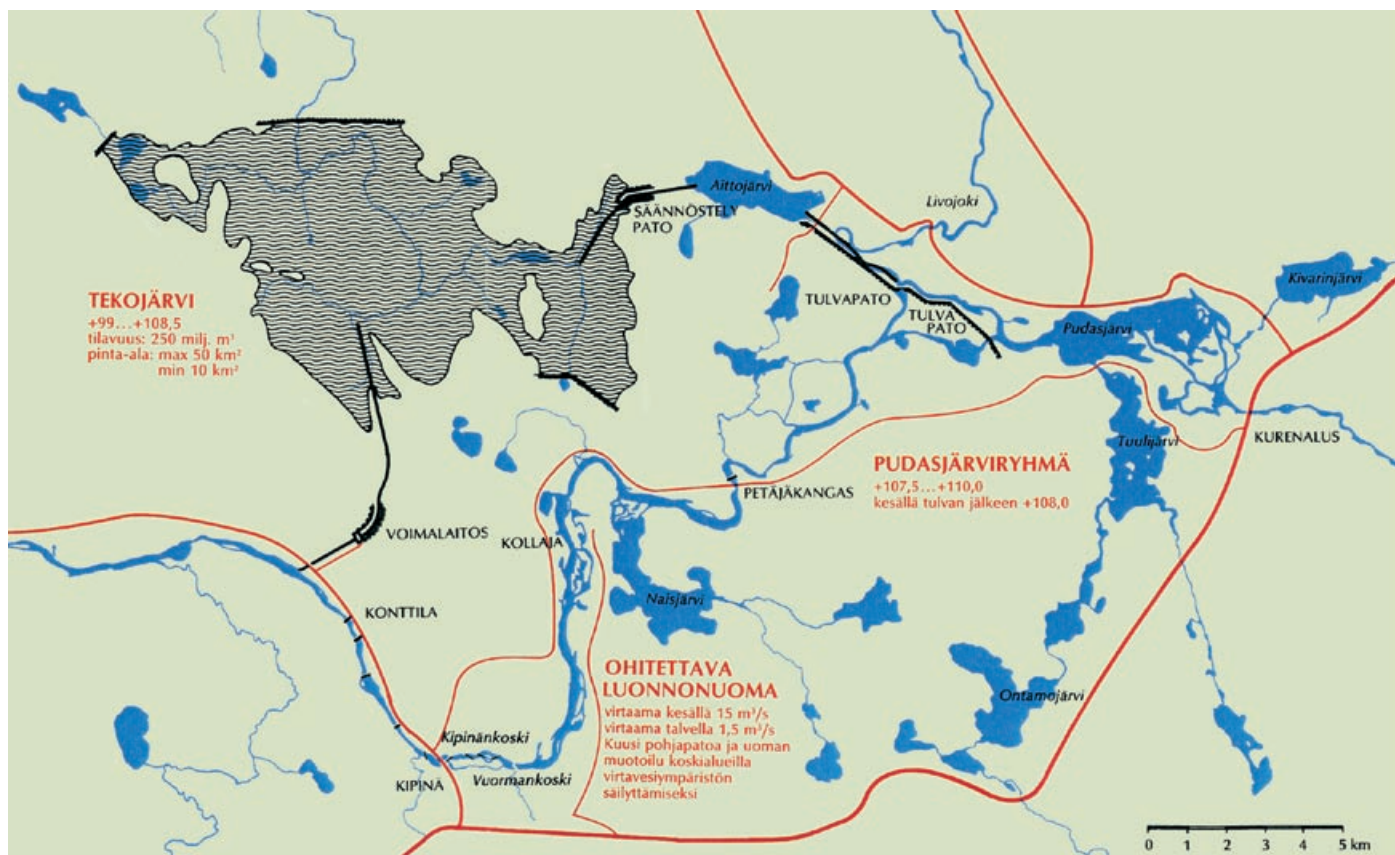 Aittojärvi
SÄÄNNÖSTELY
PATO
Livojoki
Kivarinjärvi
TEKOJÄRVI
+99...+108,5
tilavuus: 250 milj. m³
pinta-ala: max 50 km²
min 10 km²
TULVAPATO
TULVA
PATO
Pudasjärvi
Tuulijärvi
KURENALUS
PUDASJÄRVIRYHMÄ
+107,5...+110,0
kesällä tulvan jälkeen +108,0
PETÄJÄKANGAS
VOIMALAITOS
KOLLAJA
Naisjärvi
KONTTILA
OHITETTAVA
LUONNONUOMA
virtaama kesällä 15 m³/s
virtaama talvella 1,5 m³/s
Kuusi pohjapatoa ja uoman
muotoilu koskialueilla
virtavesiympäristön
säilyttämiseksi
Ontamojärvi
Kipinänkoski
Vuormankoski
KIPINÄ
0 1 2 3 4 5 km